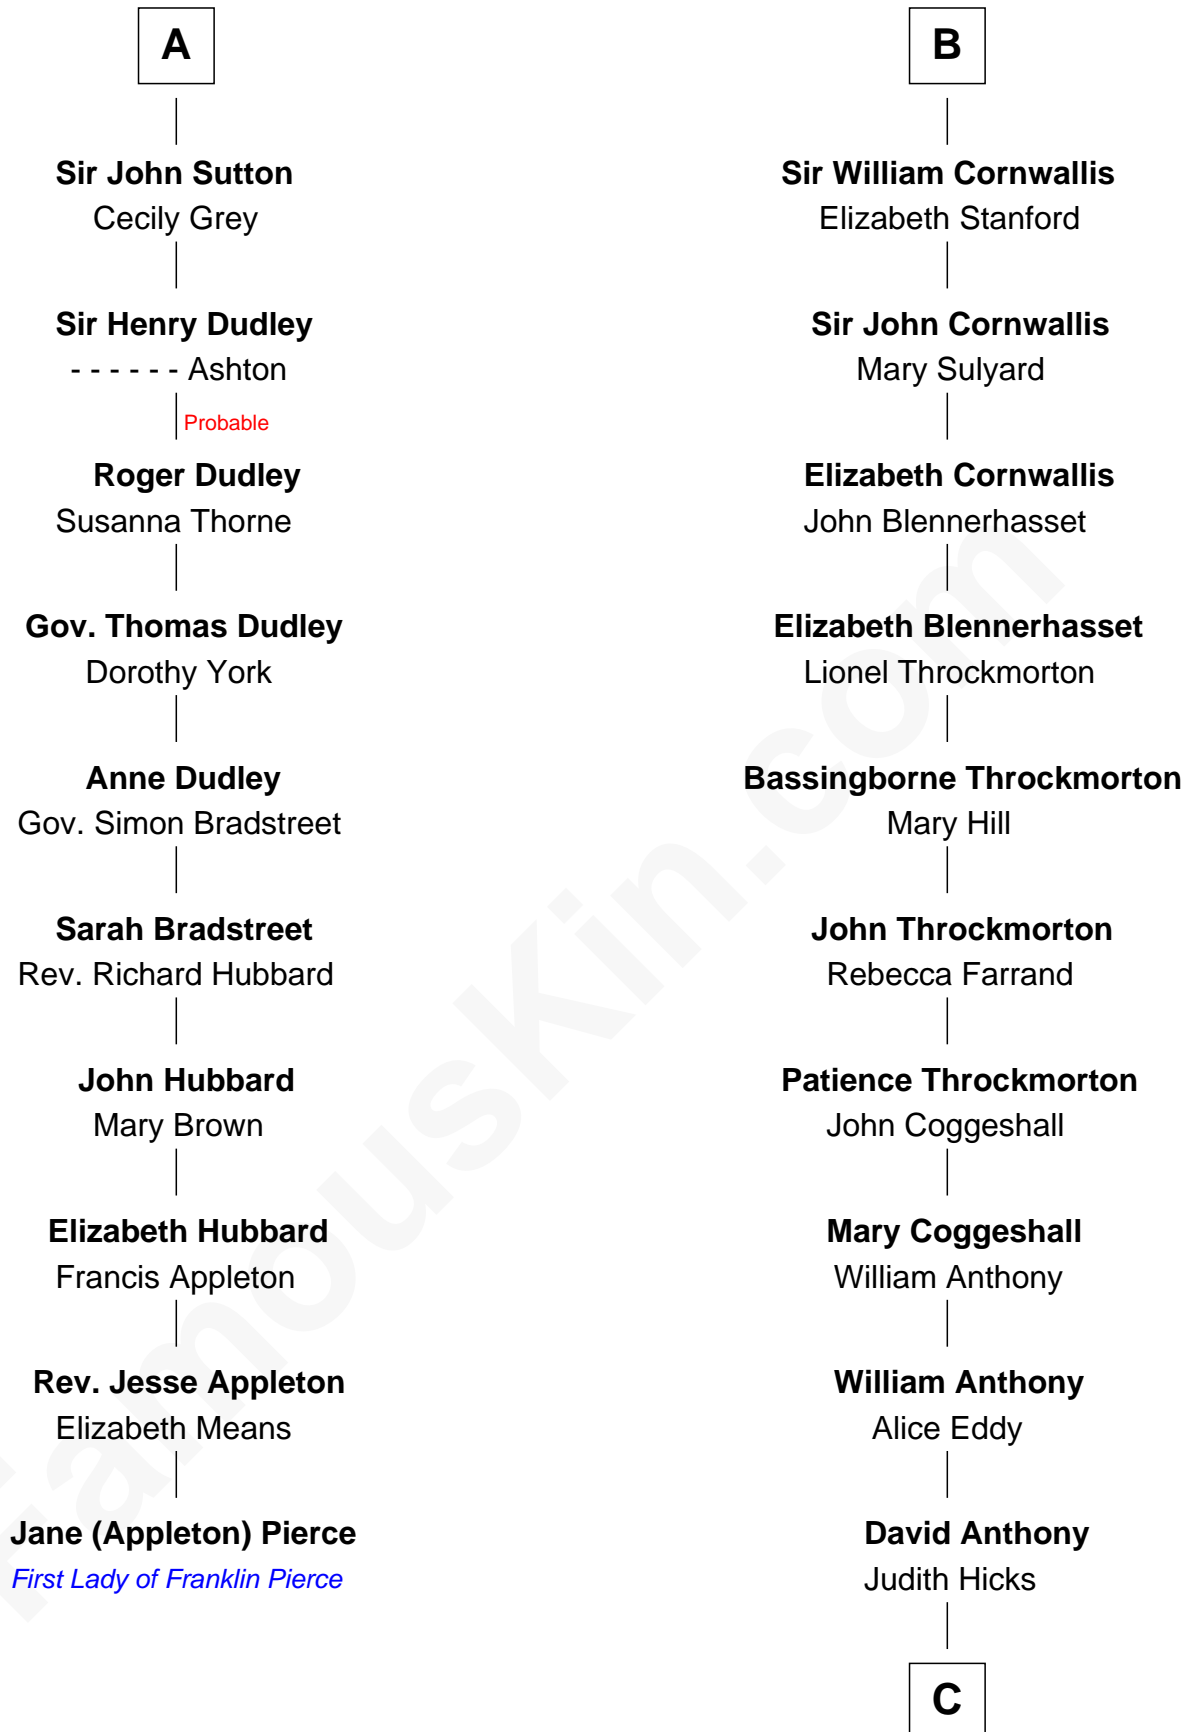 A
Sir John Sutton
Cecily Grey
Sir Henry Dudley
- - - - - - Ashton
Probable
Roger Dudley
Susanna Thorne
Gov. Thomas Dudley
Dorothy York
Anne Dudley
Gov. Simon Bradstreet
Sarah Bradstreet
Rev. Richard Hubbard
John Hubbard
Mary Brown
Elizabeth Hubbard
Francis Appleton
Rev. Jesse Appleton
Elizabeth Means
Jane (Appleton) Pierce
First Lady of Franklin Pierce
B
Sir William Cornwallis
Elizabeth Stanford
Sir John Cornwallis
Mary Sulyard
Elizabeth Cornwallis
John Blennerhasset
Elizabeth Blennerhasset
Lionel Throckmorton
Bassingborne Throckmorton
Mary Hill
John Throckmorton
Rebecca Farrand
Patience Throckmorton
John Coggeshall
Mary Coggeshall
William Anthony
William Anthony
Alice Eddy
David Anthony
Judith Hicks
C
FamousKin.com